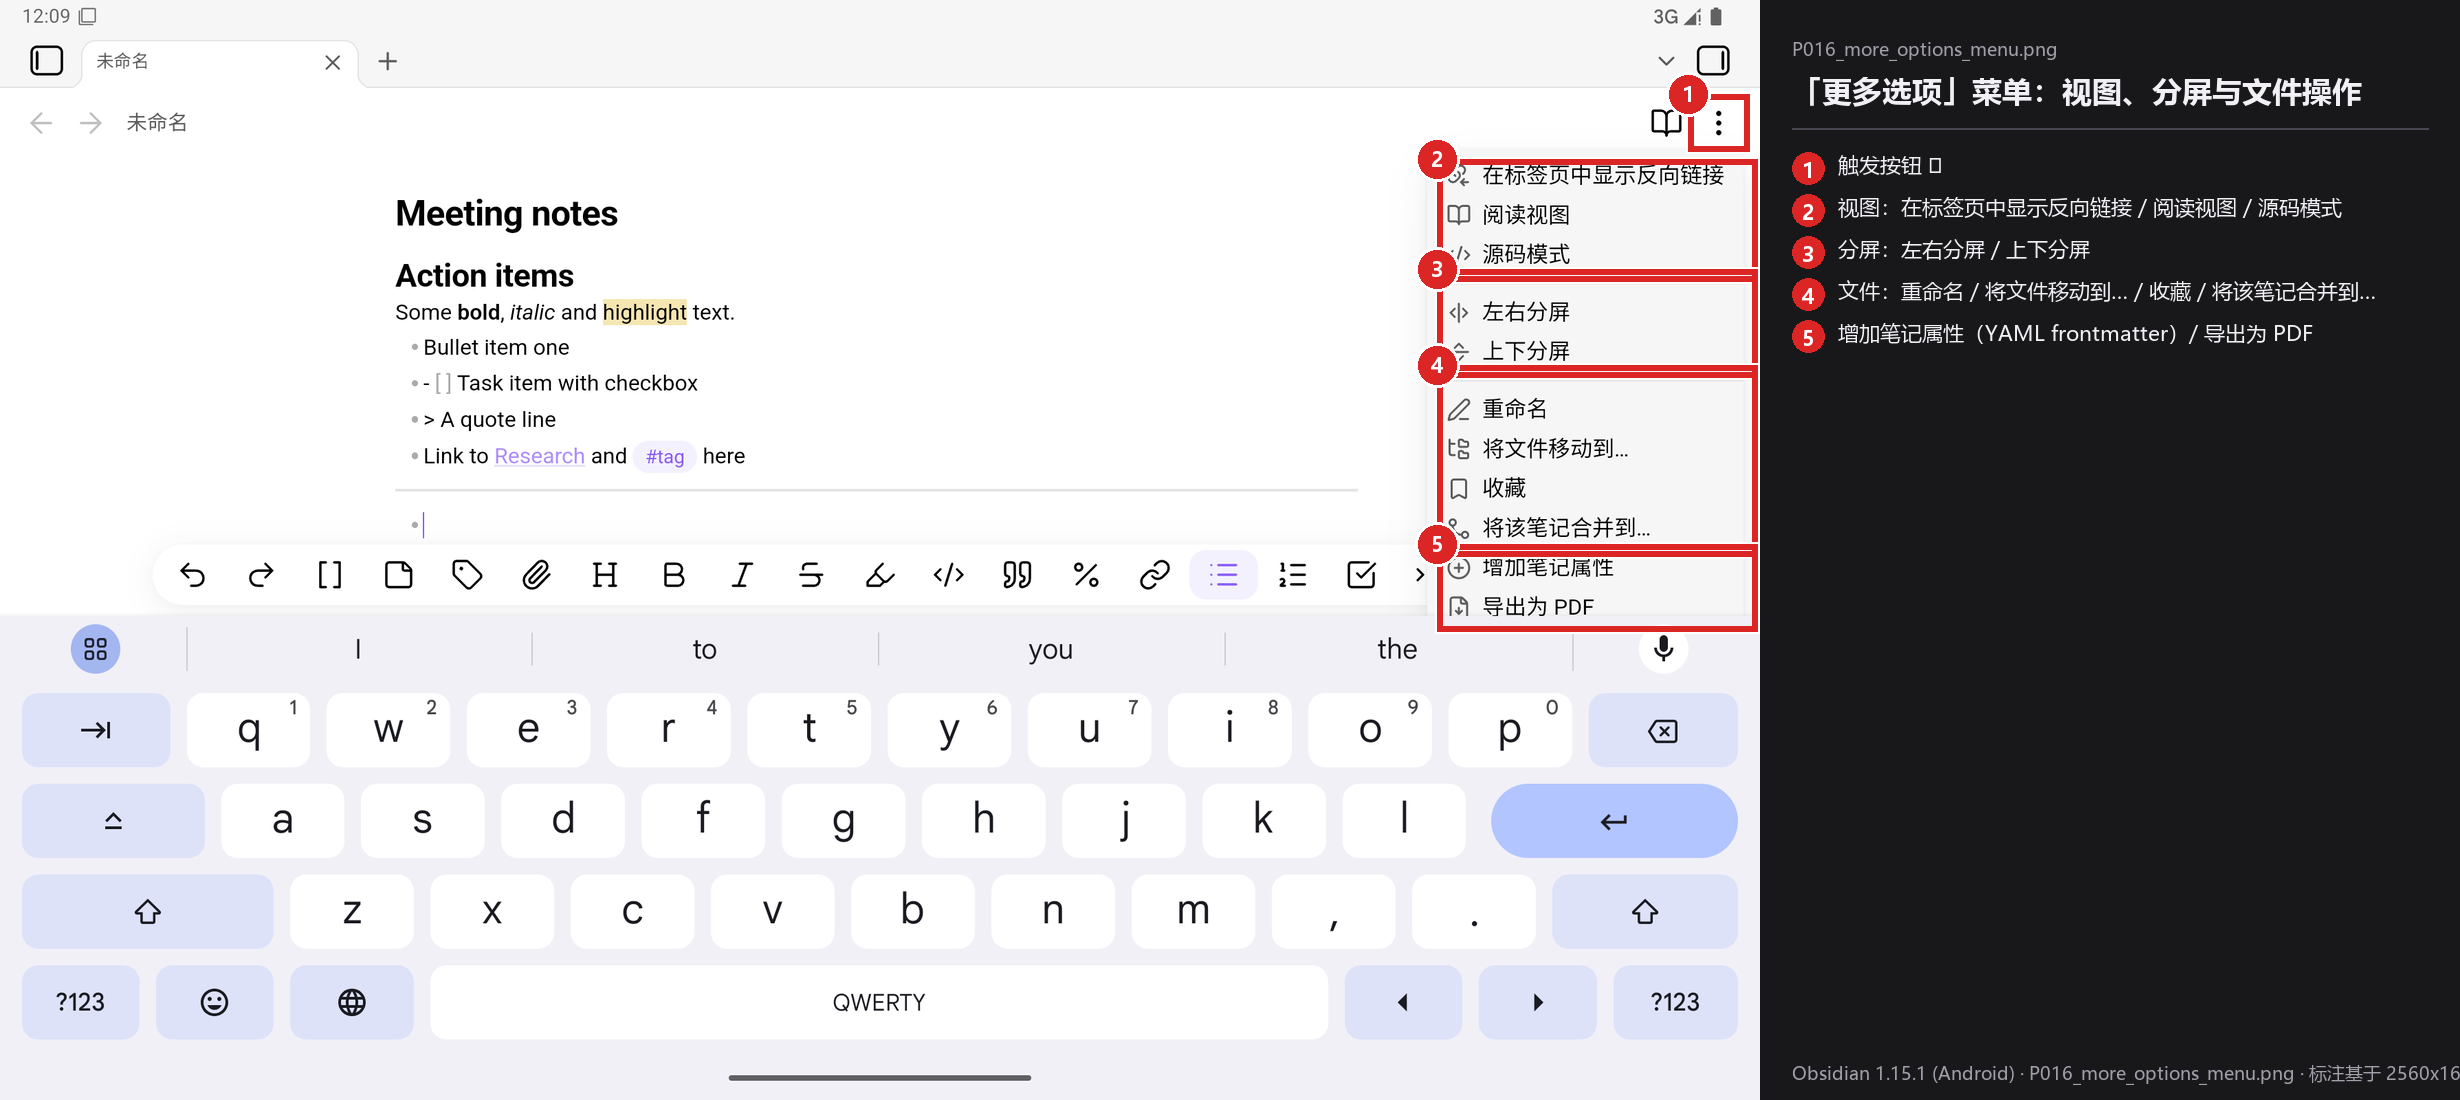 12:09
3G
未命名
未命名
Meeting notes
Action items
Some bold, italic and highlight text.
Bullet item one
- [ ] Task item with checkbox
> A quote line
Link to Research and #tag here
1
2
在标签页中显示反向链接
阅读视图
源码模式
3
左右分屏
上下分屏
4
重命名
将文件移动到...
收藏
将该笔记合并到...
5
增加笔记属性
导出为 PDF
I to you the
q 1 w 2 e 3 r 4 t 5 y 6 u 7 i 8 o 9 p 0
a s d f g h j k l
z x c v b n m , .
?123 QWERTY ?123
P016_more_options_menu.png
「更多选项」菜单：视图、分屏与文件操作
1 触发按钮
2 视图：在标签页中显示反向链接 / 阅读视图 / 源码模式
3 分屏：左右分屏 / 上下分屏
4 文件：重命名 / 将文件移动到... / 收藏 / 将该笔记合并到...
5 增加笔记属性（YAML frontmatter）/ 导出为 PDF
Obsidian 1.15.1 (Android) · P016_more_options_menu.png · 标注基于 2560x16